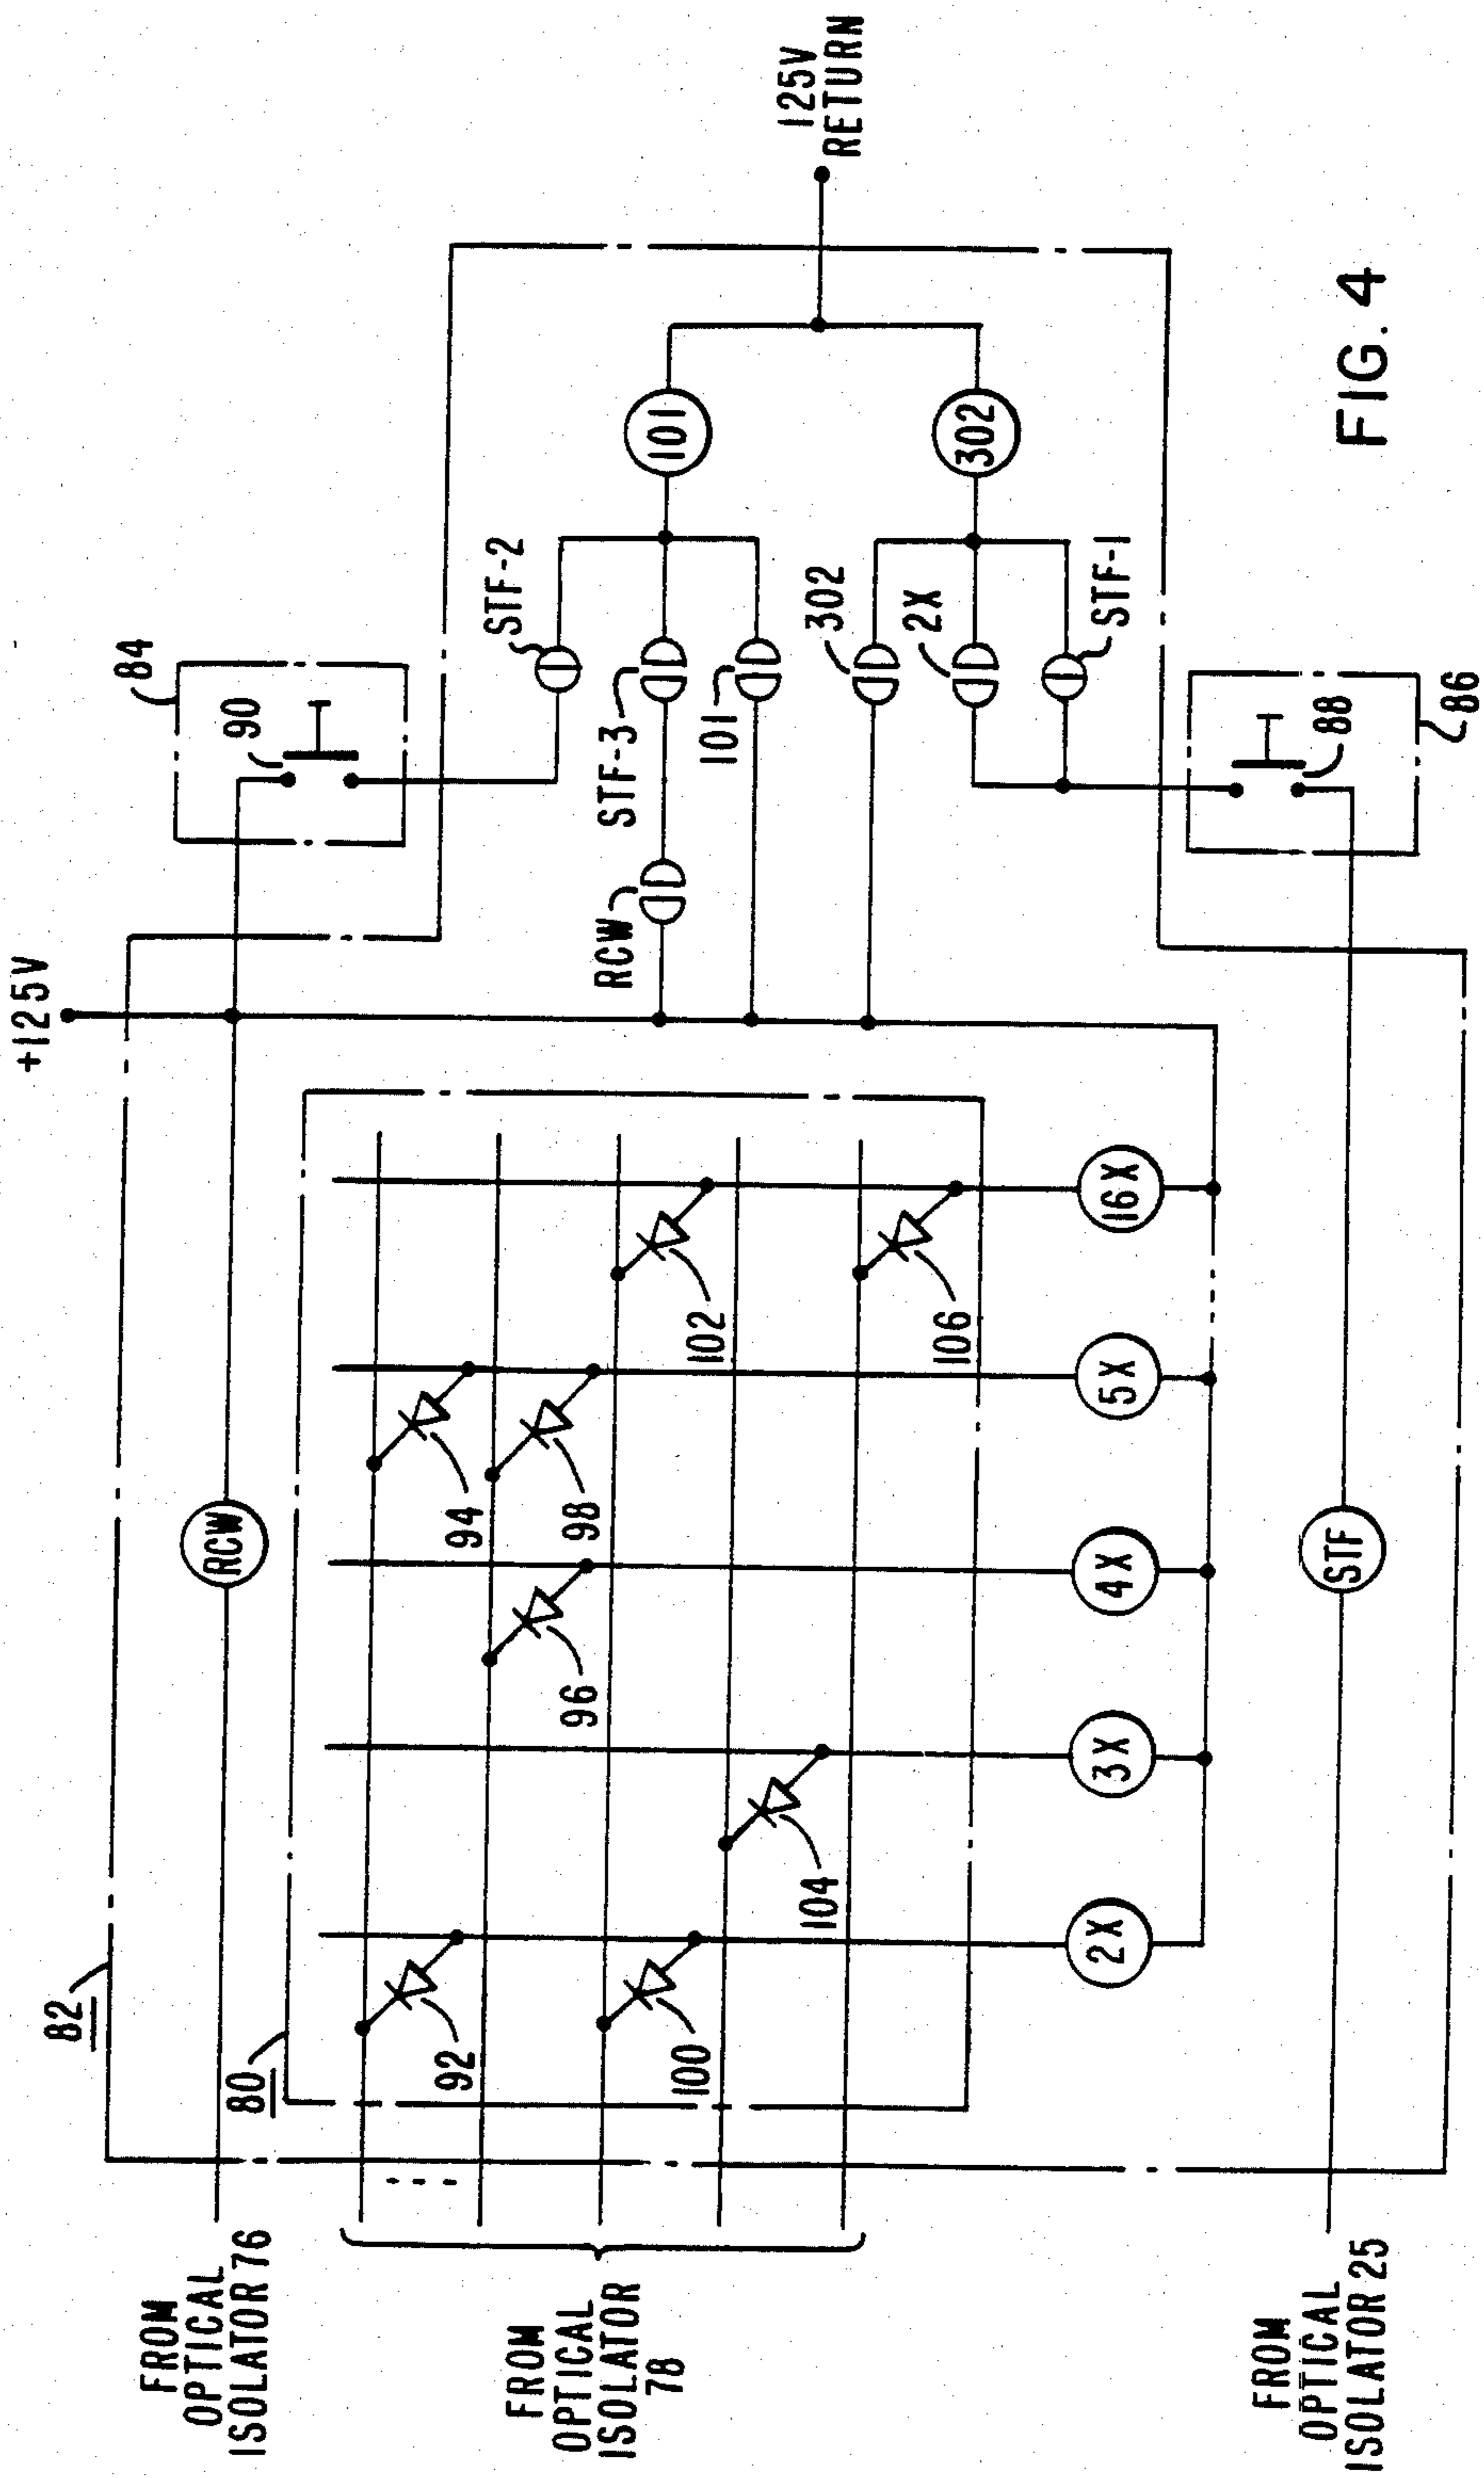 +125V
84
90
125V
RETURN
STF-2
101
STF-3
RCW
101
302
302
2X
STF-1
88
86
82
80
RCW
94
98
96
102
106
92
100
104
2X
3X
4X
5X
16X
STF
FROM
OPTICAL
ISOLATOR 76
FROM
OPTICAL
ISOLATOR
78
FROM
OPTICAL
ISOLATOR 25
FIG. 4